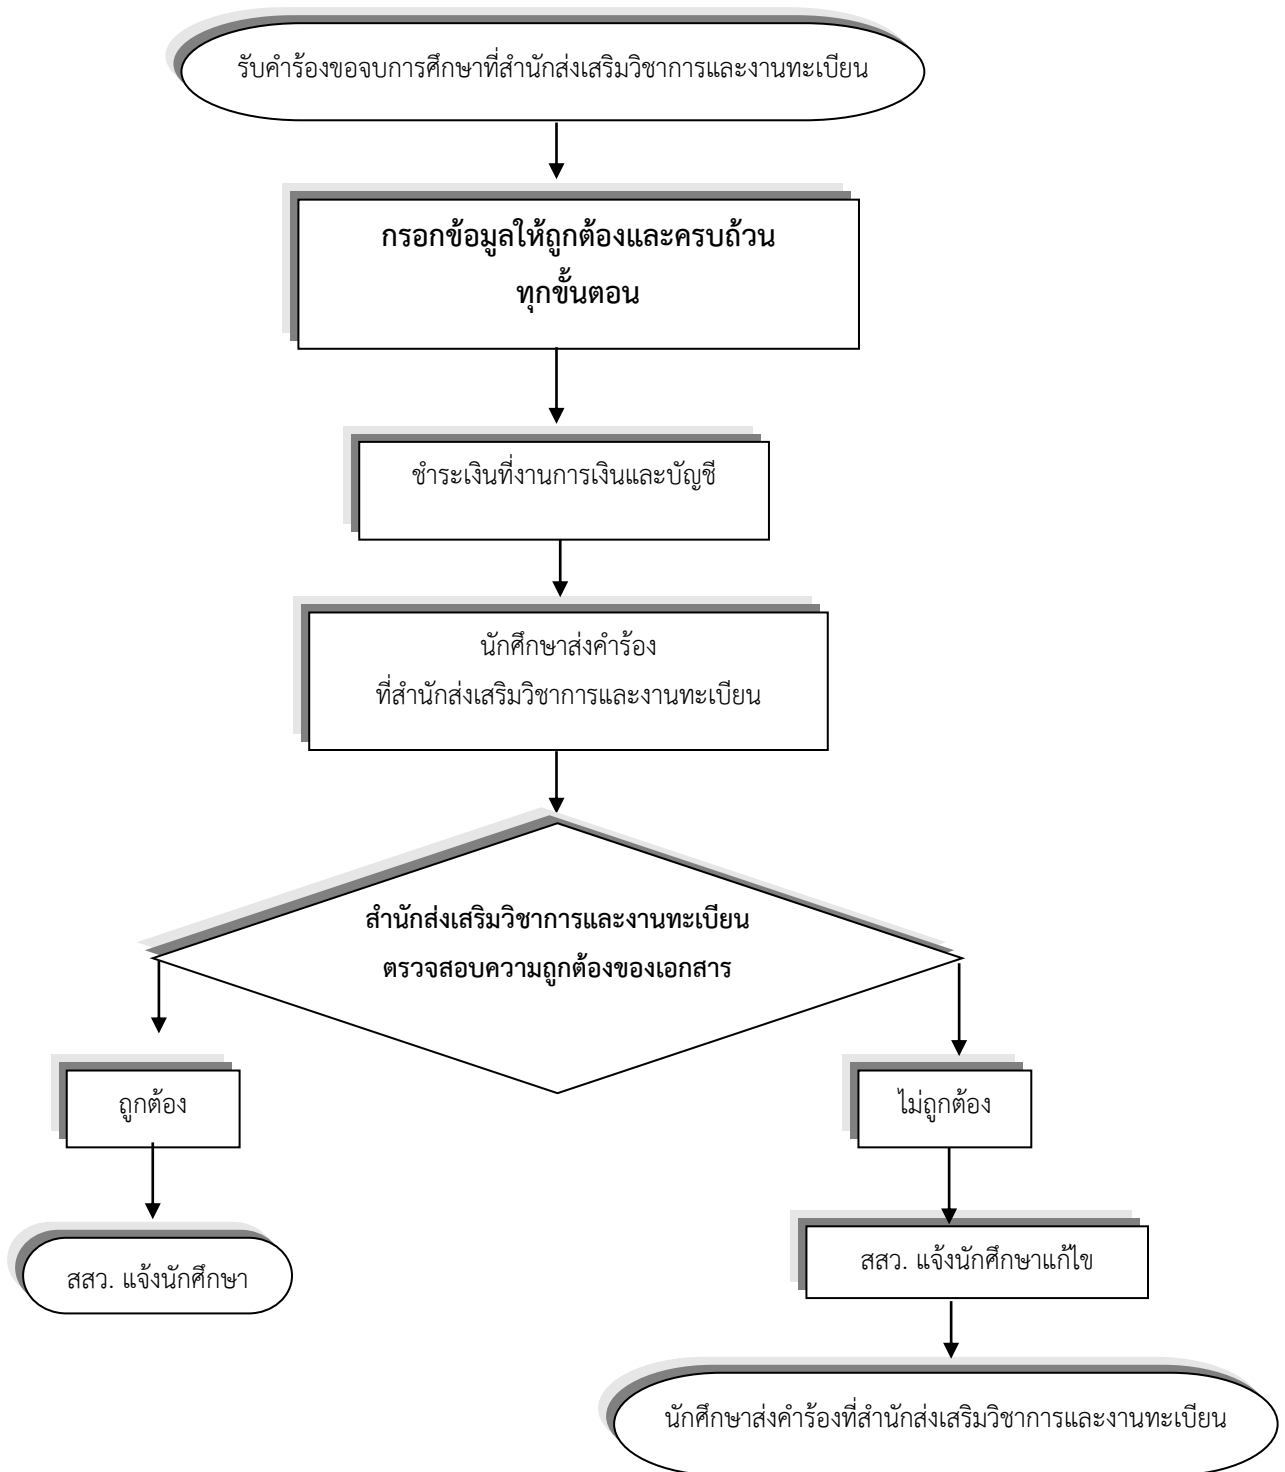 รับคำร้องขอจบการศึกษาที่สำนักส่งเสริมวิชาการและงานทะเบียน
กรอกข้อมูลให้ถูกต้องและครบถ้วน
ทุกขั้นตอน
ชำระเงินที่งานการเงินและบัญชี
นักศึกษาส่งคำร้อง
ที่สำนักส่งเสริมวิชาการและงานทะเบียน
สำนักส่งเสริมวิชาการและงานทะเบียน
ตรวจสอบความถูกต้องของเอกสาร
ถูกต้อง
ไม่ถูกต้อง
สสว. แจ้งนักศึกษา
สสว. แจ้งนักศึกษาแก้ไข
นักศึกษาส่งคำร้องที่สำนักส่งเสริมวิชาการและงานทะเบียน